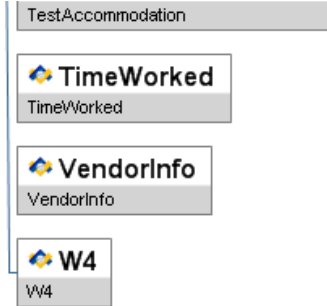 TestAccommodation
TimeWorked
TimeWorked
VendorInfo
VendorInfo
W4
W4